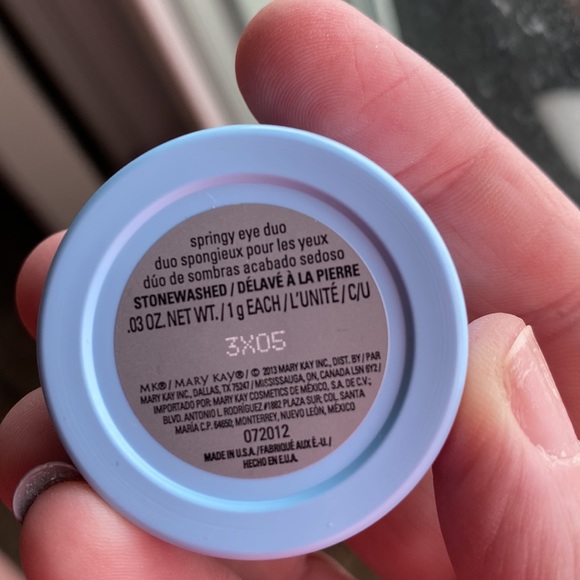 springy eye duo
duo spongieux pour les yeux
dúo de sombras acabado sedoso
STONEWASHED / DÉLAVÉ À LA PIERRE
.03 OZ. NET WT. / 1 g EACH / L'UNITÉ / C/U
3X05
MK® / MARY KAY® / © 2013 MARY KAY INC., DIST. BY / PAR
MARY KAY INC., DALLAS, TX 75247 / MISSISSAUGA, ON, CANADA L5N 6Y2 /
IMPORTADO POR: MARY KAY COSMETICS DE MÉXICO, S.A. DE C.V.;
BLVD. ANTONIO L. RODRÍGUEZ #1882 PLAZA SUR; COL. SANTA
MARÍA C.P. 64650; MONTERREY, NUEVO LEÓN, MÉXICO
072012
MADE IN U.S.A. / FABRIQUÉ AUX É.-U. /
HECHO EN E.U.A.